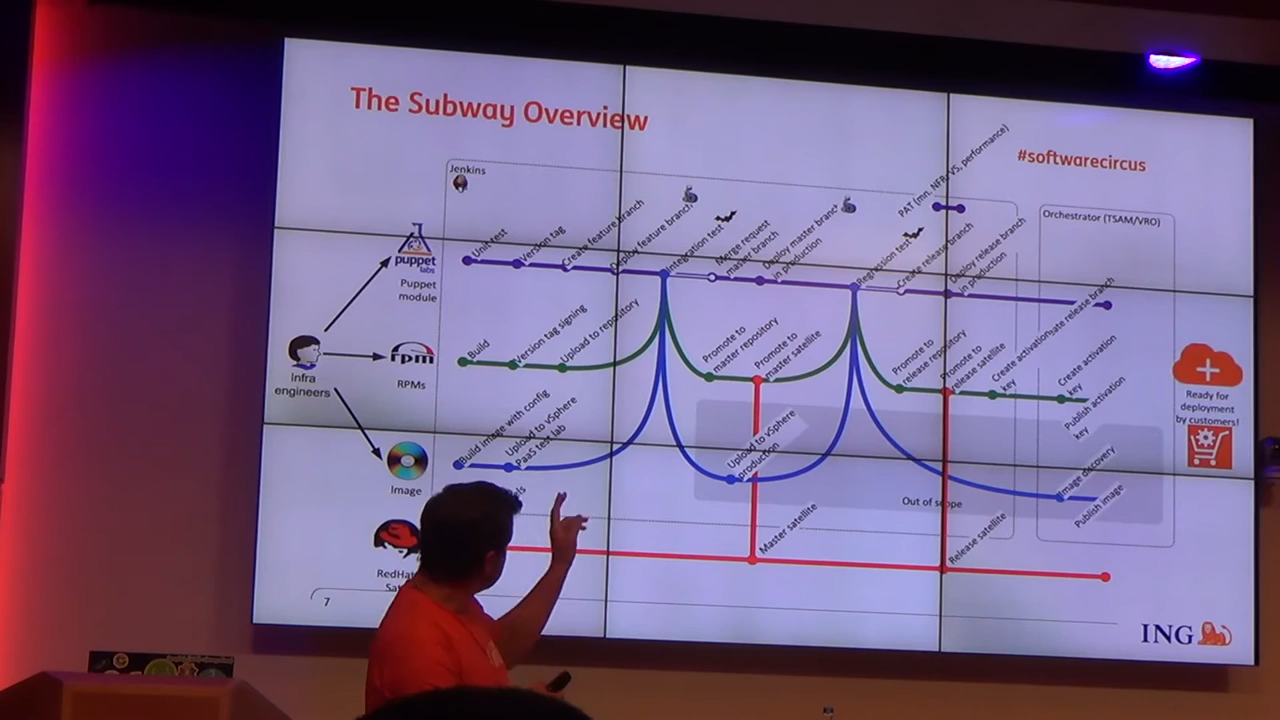 The Subway Overview
#softwarecircus
Jenkins
Orchestrator (TSAM/VRO)
PAT (mn. NFR, VS, performance)
Unit-test
Version tag
Create feature branch
Deploy feature branch
Integration test
Merge request
master branch
Deploy master branch
in production
Regression test
Create release branch
Deploy release branch
in production
release branch
puppet
labs
Puppet
module
Build
Version tag signing
Upload to repository
Promote to
master repository
Promote to
master satellite
Promote to
release repository
Promote to
release satellite
Create activation
key
Create activation
key
Publish activation
key
rpm
RPMs
Infra
engineers
Ready for
deployment
by customers!
Build image with config
Upload to vSphere
PaaS test lab
Upload to vSphere
production
Image discovery
Publish image
Image
Out of scope
Master satellite
Release satellite
RedHat
7
ING